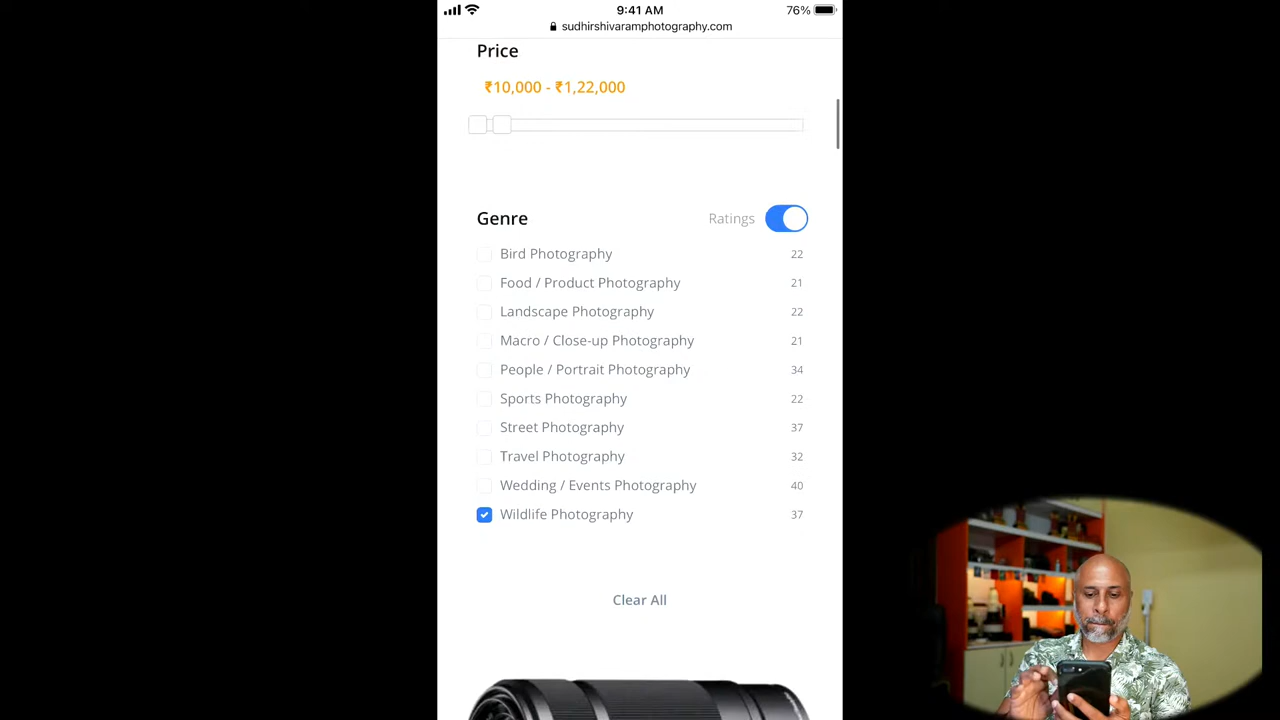 9:41 AM
76%
sudhirshivaramphotography.com
Price
₹10,000 - ₹1,22,000
Genre
Ratings
Bird Photography 22
Food / Product Photography 21
Landscape Photography 22
Macro / Close-up Photography 21
People / Portrait Photography 34
Sports Photography 22
Street Photography 37
Travel Photography 32
Wedding / Events Photography 40
Wildlife Photography 37
Clear All